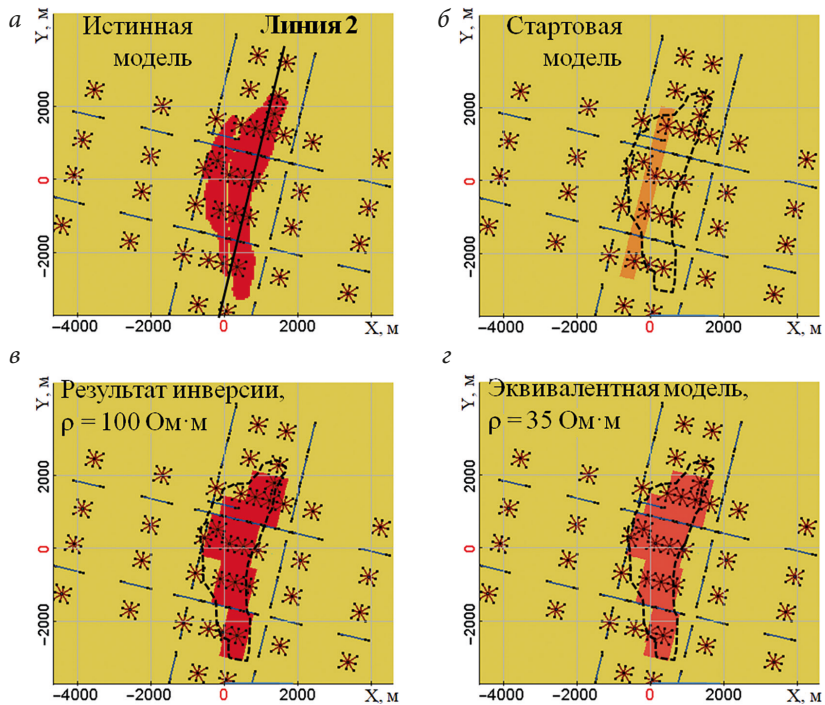 а
Истинная
модель
Линия 2
Y, м
2000
0
−2000
−4000
−2000
0
2000
X, м
б
Стартовая
модель
Y, м
2000
0
−2000
−4000
−2000
0
2000
X, м
в
Результат инверсии,
ρ = 100 Ом·м
Y, м
2000
0
−2000
−4000
−2000
0
2000
X, м
г
Эквивалентная модель,
ρ = 35 Ом·м
Y, м
2000
0
−2000
−4000
−2000
0
2000
X, м